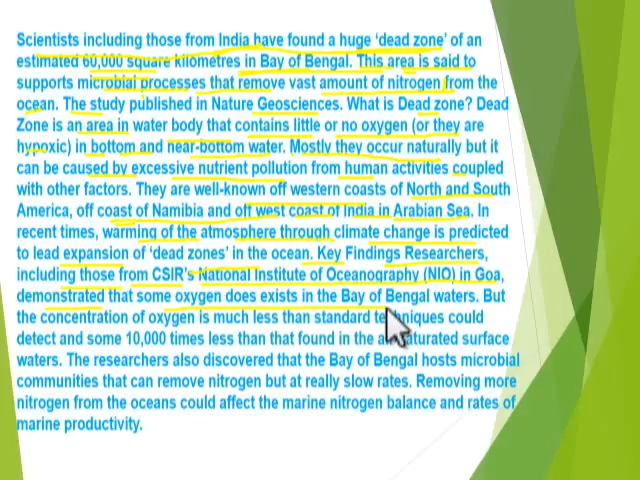 Scientists including those from India have found a huge ‘dead zone’ of an
estimated 60,000 square kilometres in Bay of Bengal. This area is said to
supports microbial processes that remove vast amount of nitrogen from the
ocean. The study published in Nature Geosciences. What is Dead zone? Dead
Zone is an area in water body that contains little or no oxygen (or they are
hypoxic) in bottom and near-bottom water. Mostly they occur naturally but it
can be caused by excessive nutrient pollution from human activities coupled
with other factors. They are well-known off western coasts of North and South
America, off coast of Namibia and off west coast of India in Arabian Sea. In
recent times, warming of the atmosphere through climate change is predicted
to lead expansion of ‘dead zones’ in the ocean. Key Findings Researchers,
including those from CSIR’s National Institute of Oceanography (NIO) in Goa,
demonstrated that some oxygen does exists in the Bay of Bengal waters. But
the concentration of oxygen is much less than standard techniques could
detect and some 10,000 times less than that found in the air-saturated surface
waters. The researchers also discovered that the Bay of Bengal hosts microbial
communities that can remove nitrogen but at really slow rates. Removing more
nitrogen from the oceans could affect the marine nitrogen balance and rates of
marine productivity.